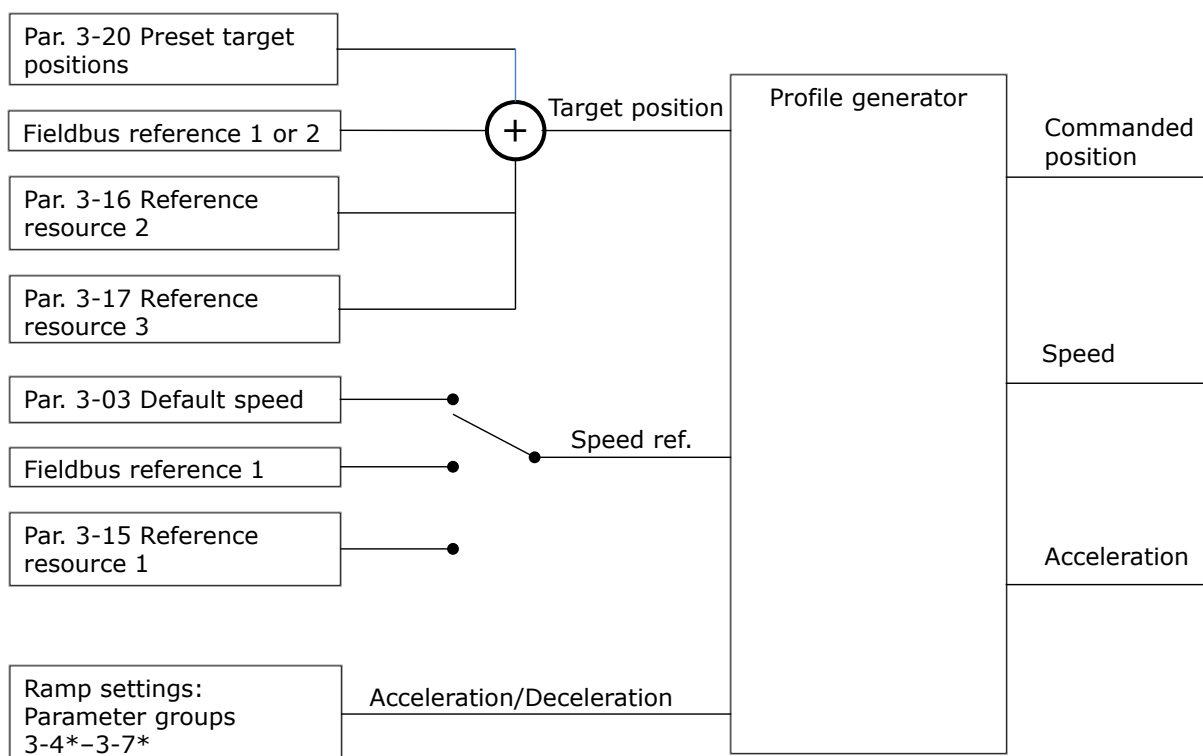 Par. 3-20 Preset target
positions
Fieldbus reference 1 or 2
Par. 3-16 Reference
resource 2
Par. 3-17 Reference
resource 3
Par. 3-03 Default speed
Fieldbus reference 1
Par. 3-15 Reference
resource 1
Ramp settings:
Parameter groups
3-4*–3-7*
+
Target position
Speed ref.
Acceleration/Deceleration
Profile generator
Commanded
position
Speed
Acceleration